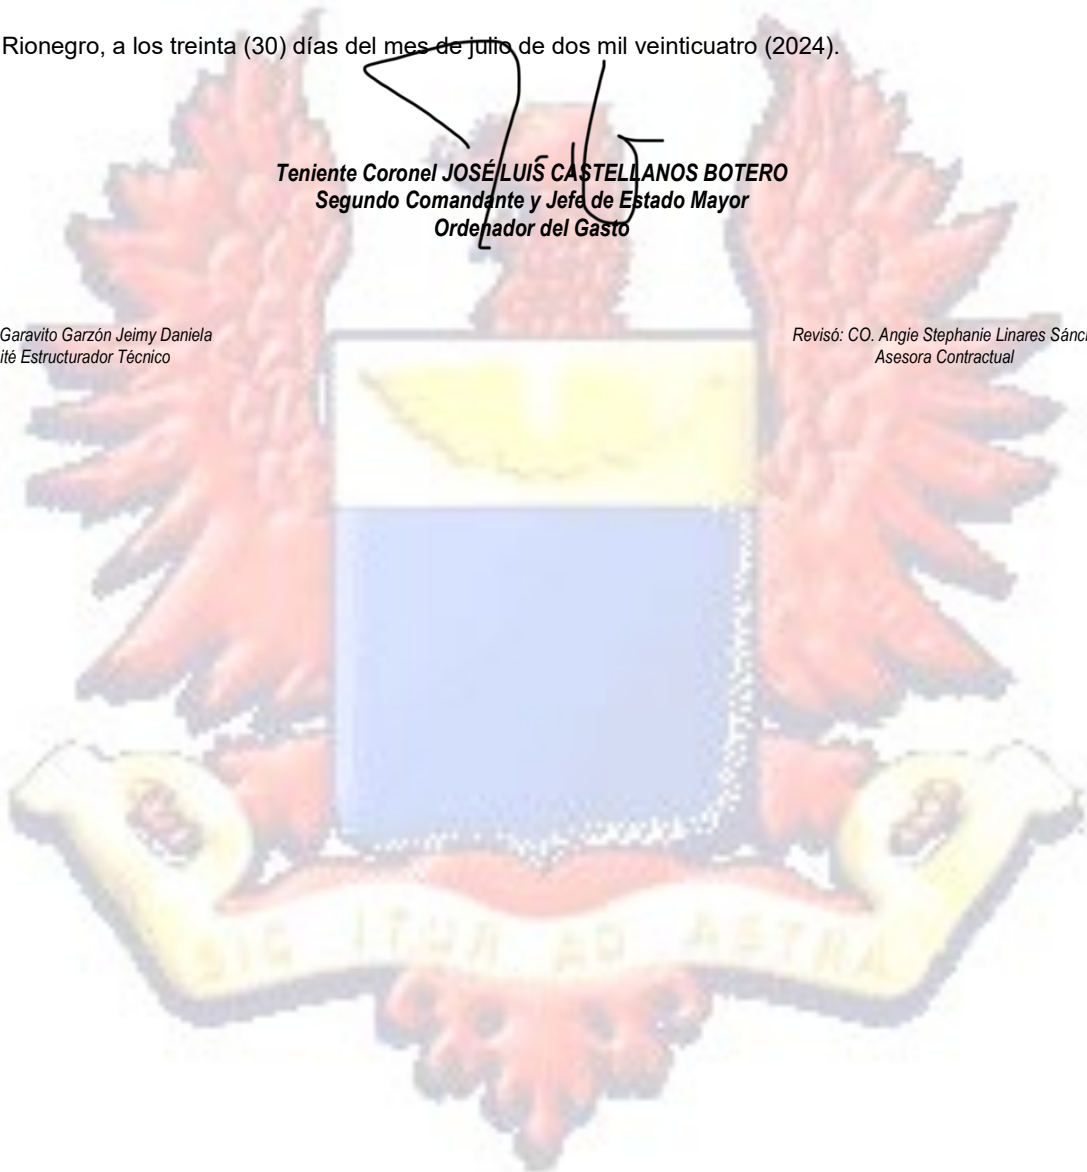 Rionegro, a los treinta (30) días del mes de julio de dos mil veinticuatro (2024).
Teniente Coronel JOSÉ LUIS CASTELLANOS BOTERO
Segundo Comandante y Jefe de Estado Mayor
Ordenador del Gasto
Garavito Garzón Jeimy Daniela
ité Estructurador Técnico
Revisó: CO. Angie Stephanie Linares Sánc
Asesora Contractual
SIC ITUR AD ASTRA